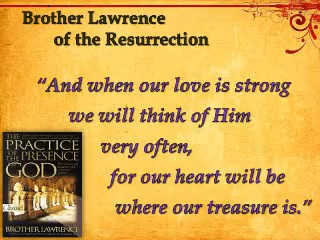 Brother Lawrence
of the Resurrection
“And when our love is strong
we will think of Him
very often,
for our heart will be
where our treasure is.”
THE
PRACTICE
OF THE PRESENCE
OF
GOD
BROTHER LAWRENCE